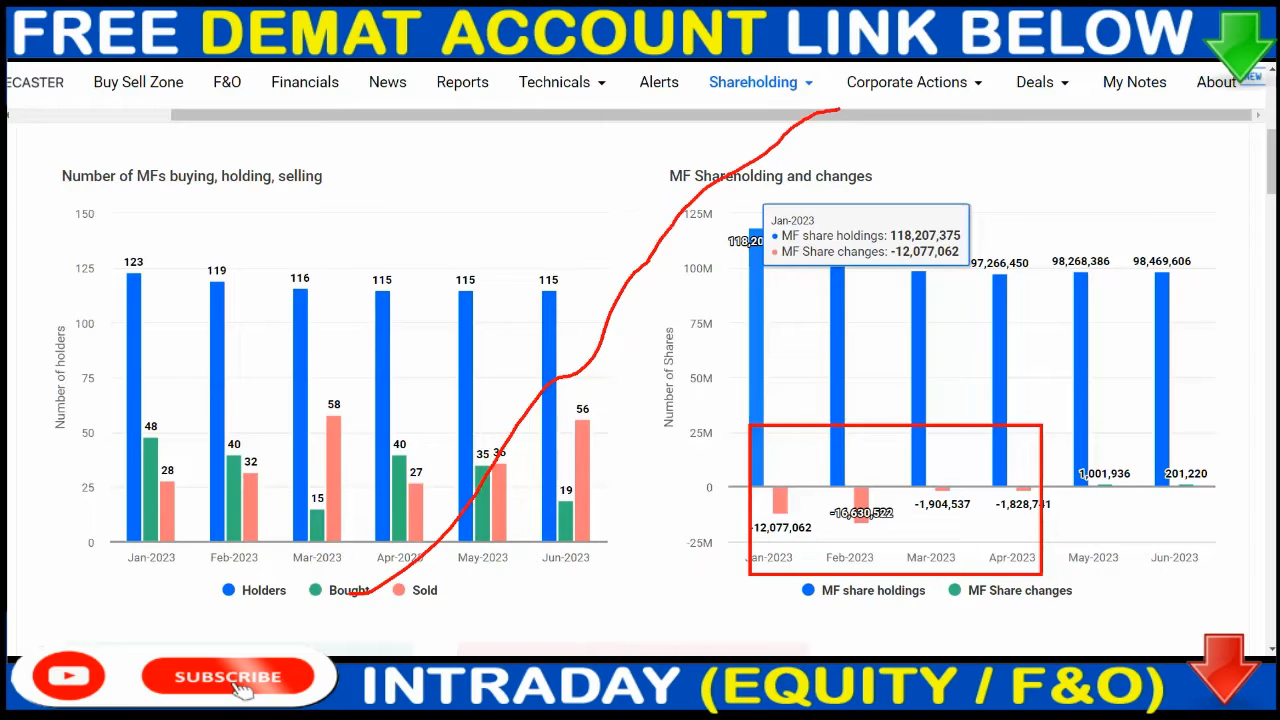 FREE DEMAT ACCOUNT LINK BELOW
ECASTER Buy Sell Zone F&O Financials News Reports Technicals Alerts Shareholding Corporate Actions Deals My Notes About NEW
Number of MFs buying, holding, selling
150
125
100
75
50
25
0
Number of holders
123 119 116 115 115 115
48 28 40 32 15 58 40 27 35 36 19 56
Jan-2023 Feb-2023 Mar-2023 Apr-2023 May-2023 Jun-2023
Holders Bought Sold
MF Shareholding and changes
125M
100M
75M
50M
25M
0
-25M
Number of Shares
Jan-2023
MF share holdings: 118,207,375
MF Share changes: -12,077,062
97,266,450 98,268,386 98,469,606
-12,077,062 -16,630,522 -1,904,537 -1,828,741 1,001,936 201,220
Jan-2023 Feb-2023 Mar-2023 Apr-2023 May-2023 Jun-2023
MF share holdings MF Share changes
SUBSCRIBE
INTRADAY (EQUITY / F&O)